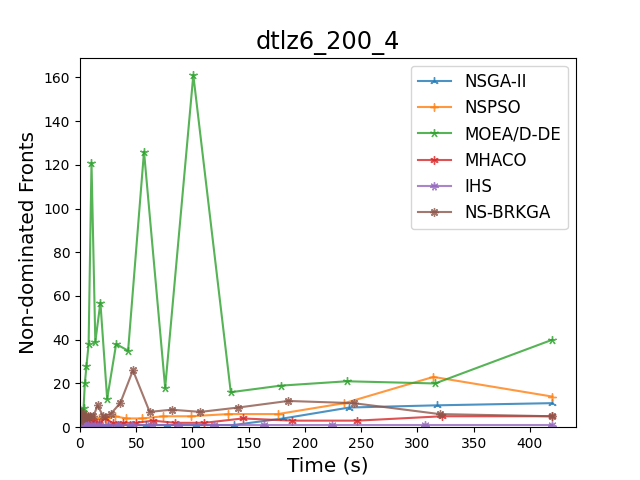 dtlz6_200_4
Non-dominated Fronts
160
140
120
100
80
60
40
20
0
0 50 100 150 200 250 300 350 400
Time (s)
NSGA-II
NSPSO
MOEA/D-DE
MHACO
IHS
NS-BRKGA